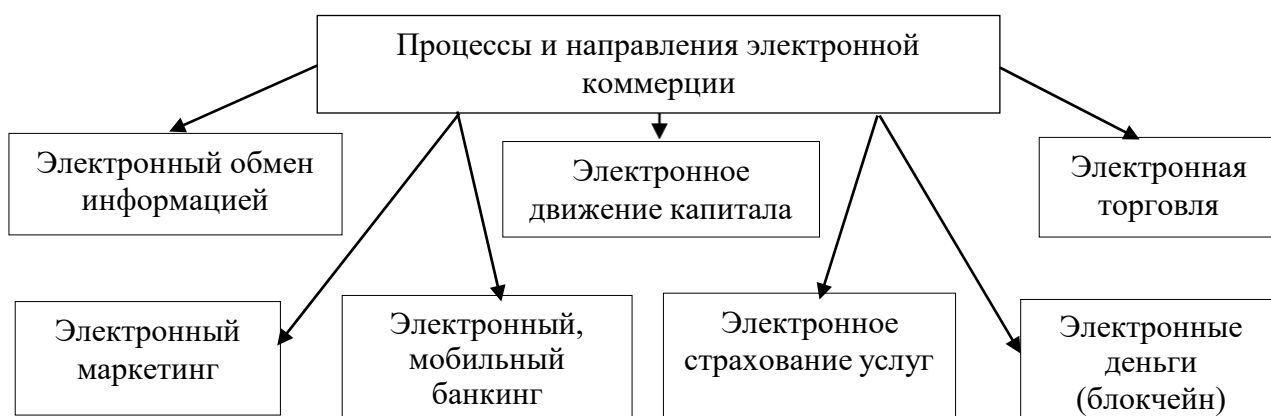 Процессы и направления электронной
коммерции
Электронный обмен
информацией
Электронное
движение капитала
Электронная
торговля
Электронный
маркетинг
Электронный,
мобильный
банкинг
Электронное
страхование услуг
Электронные
деньги
(блокчейн)